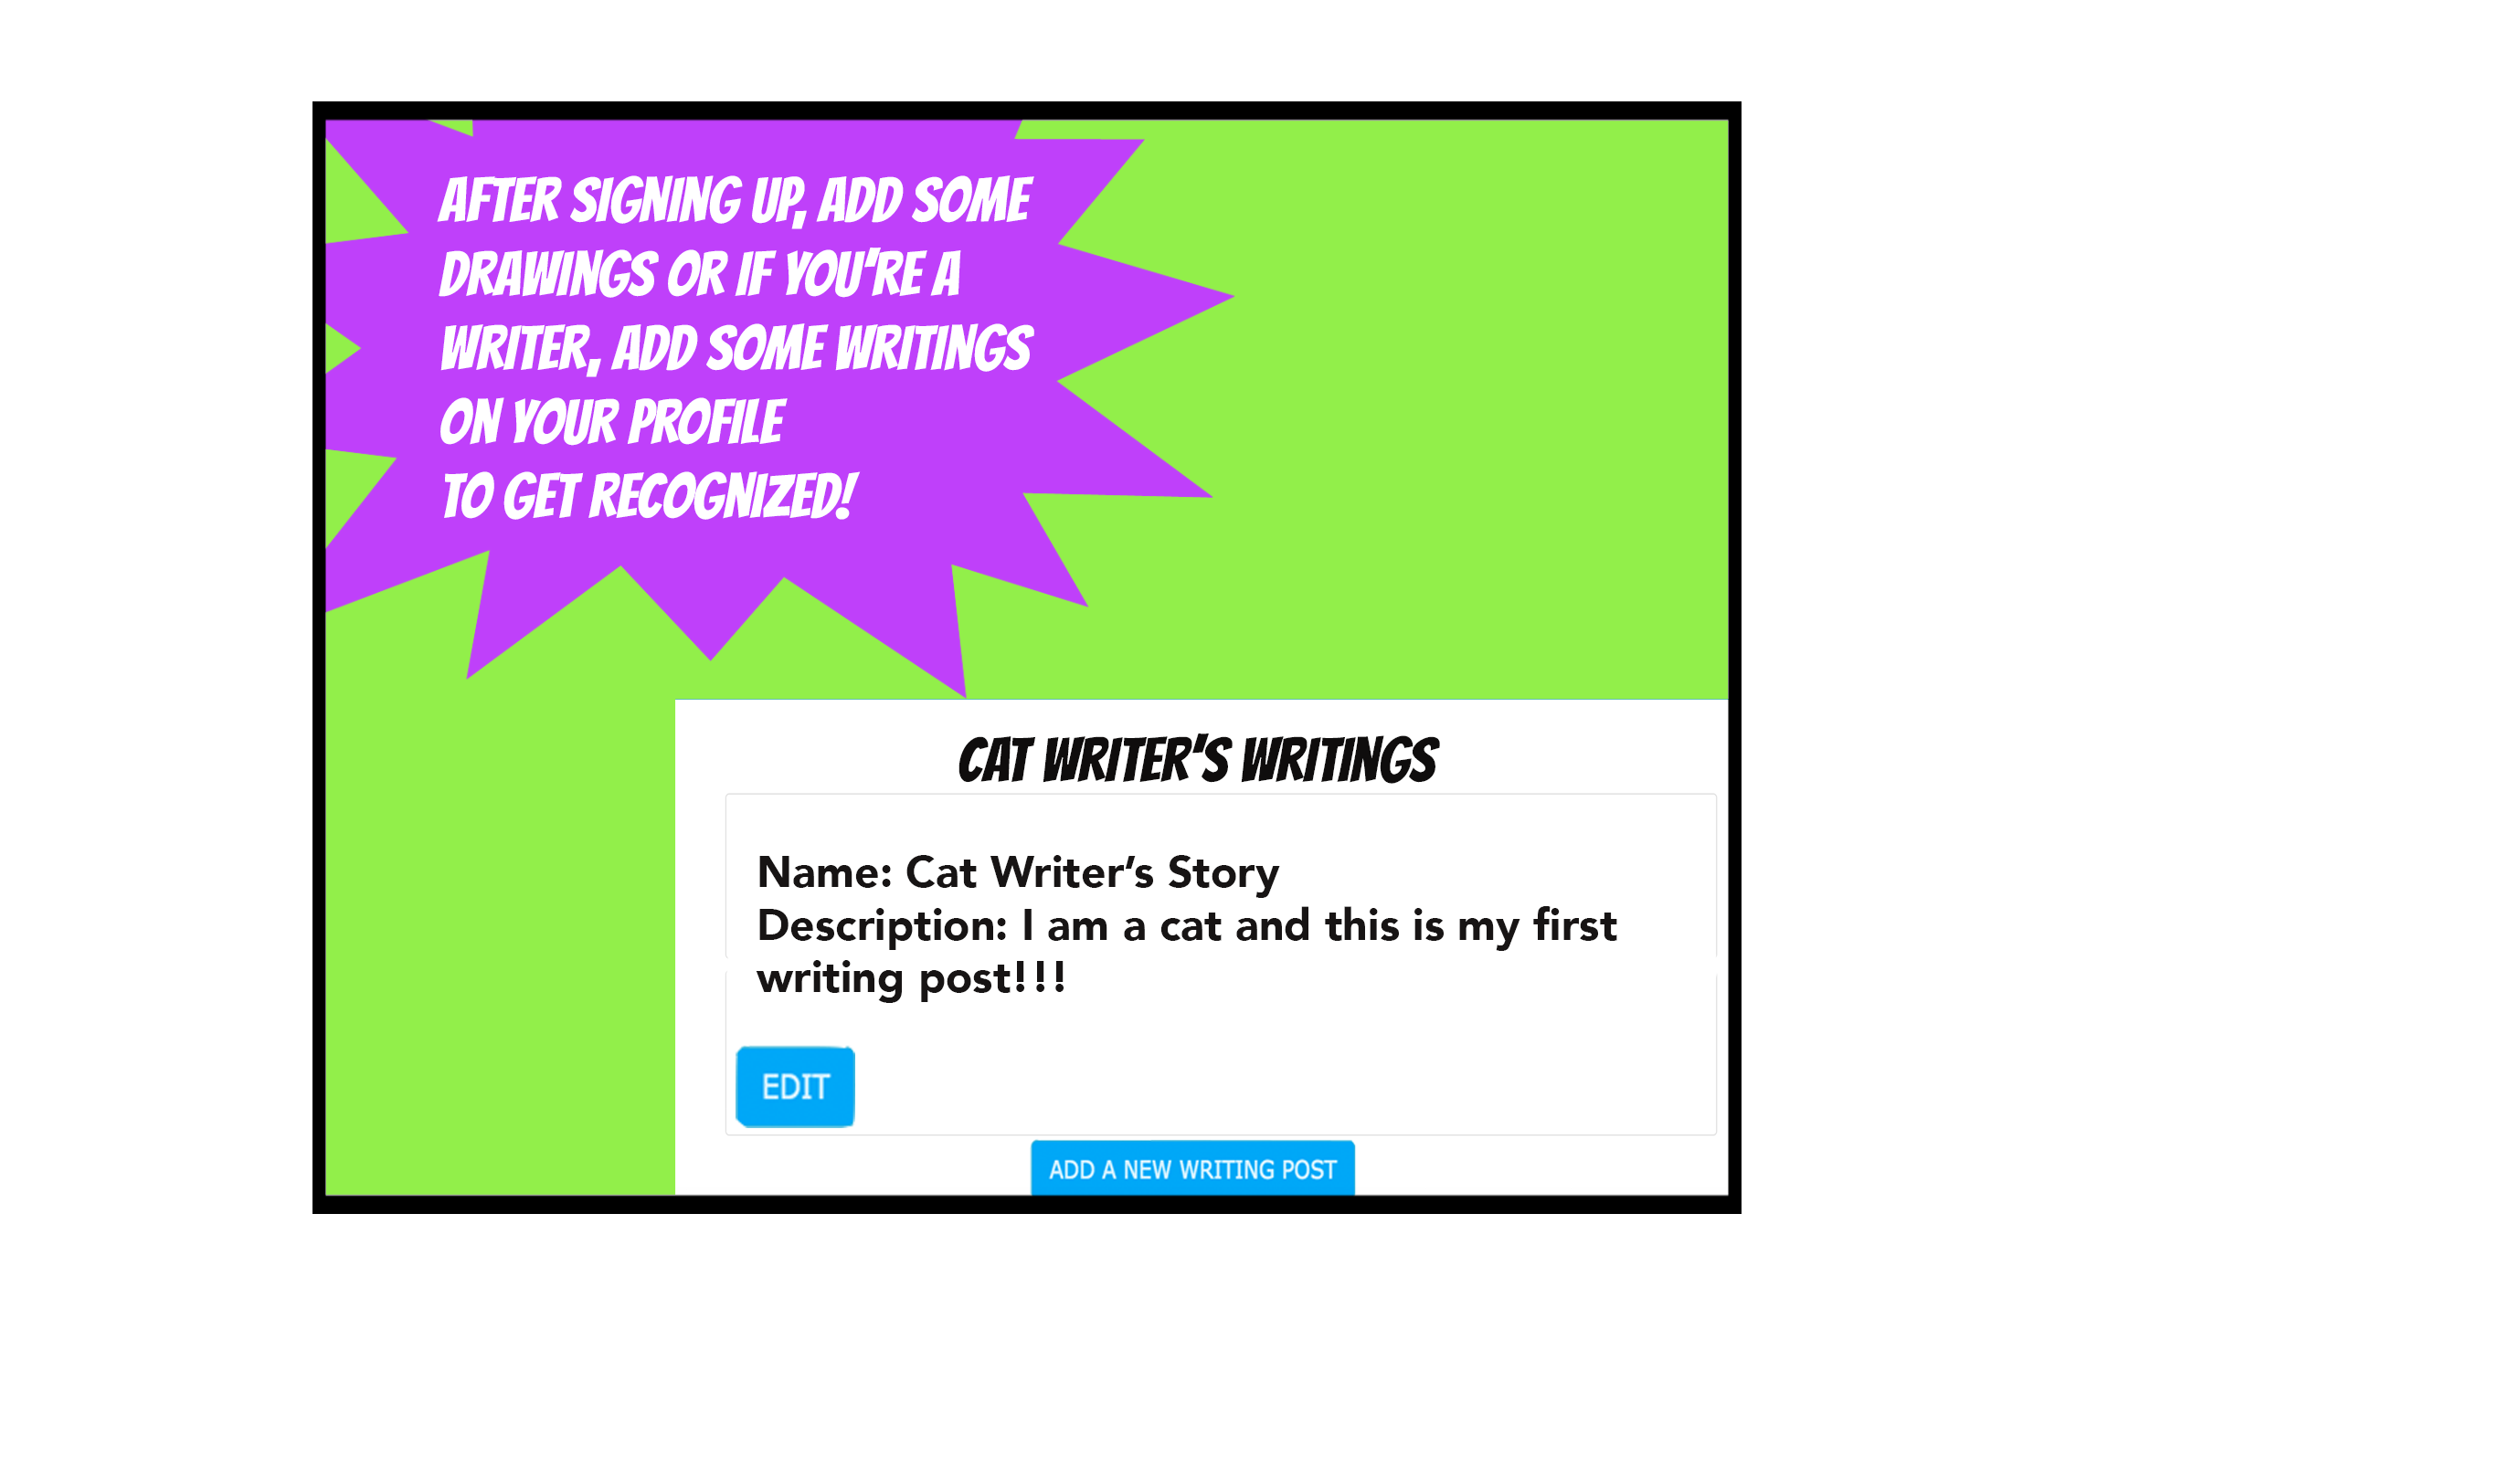 AFTER SIGNING UP, ADD SOME
DRAWINGS OR IF YOU'RE A
WRITER, ADD SOME WRITINGS
ON YOUR PROFILE
TO GET RECOGNIZED!
CAT WRITER'S WRITINGS
Name: Cat Writer's Story
Description: I am a cat and this is my first
writing post!!!
EDIT
ADD A NEW WRITING POST